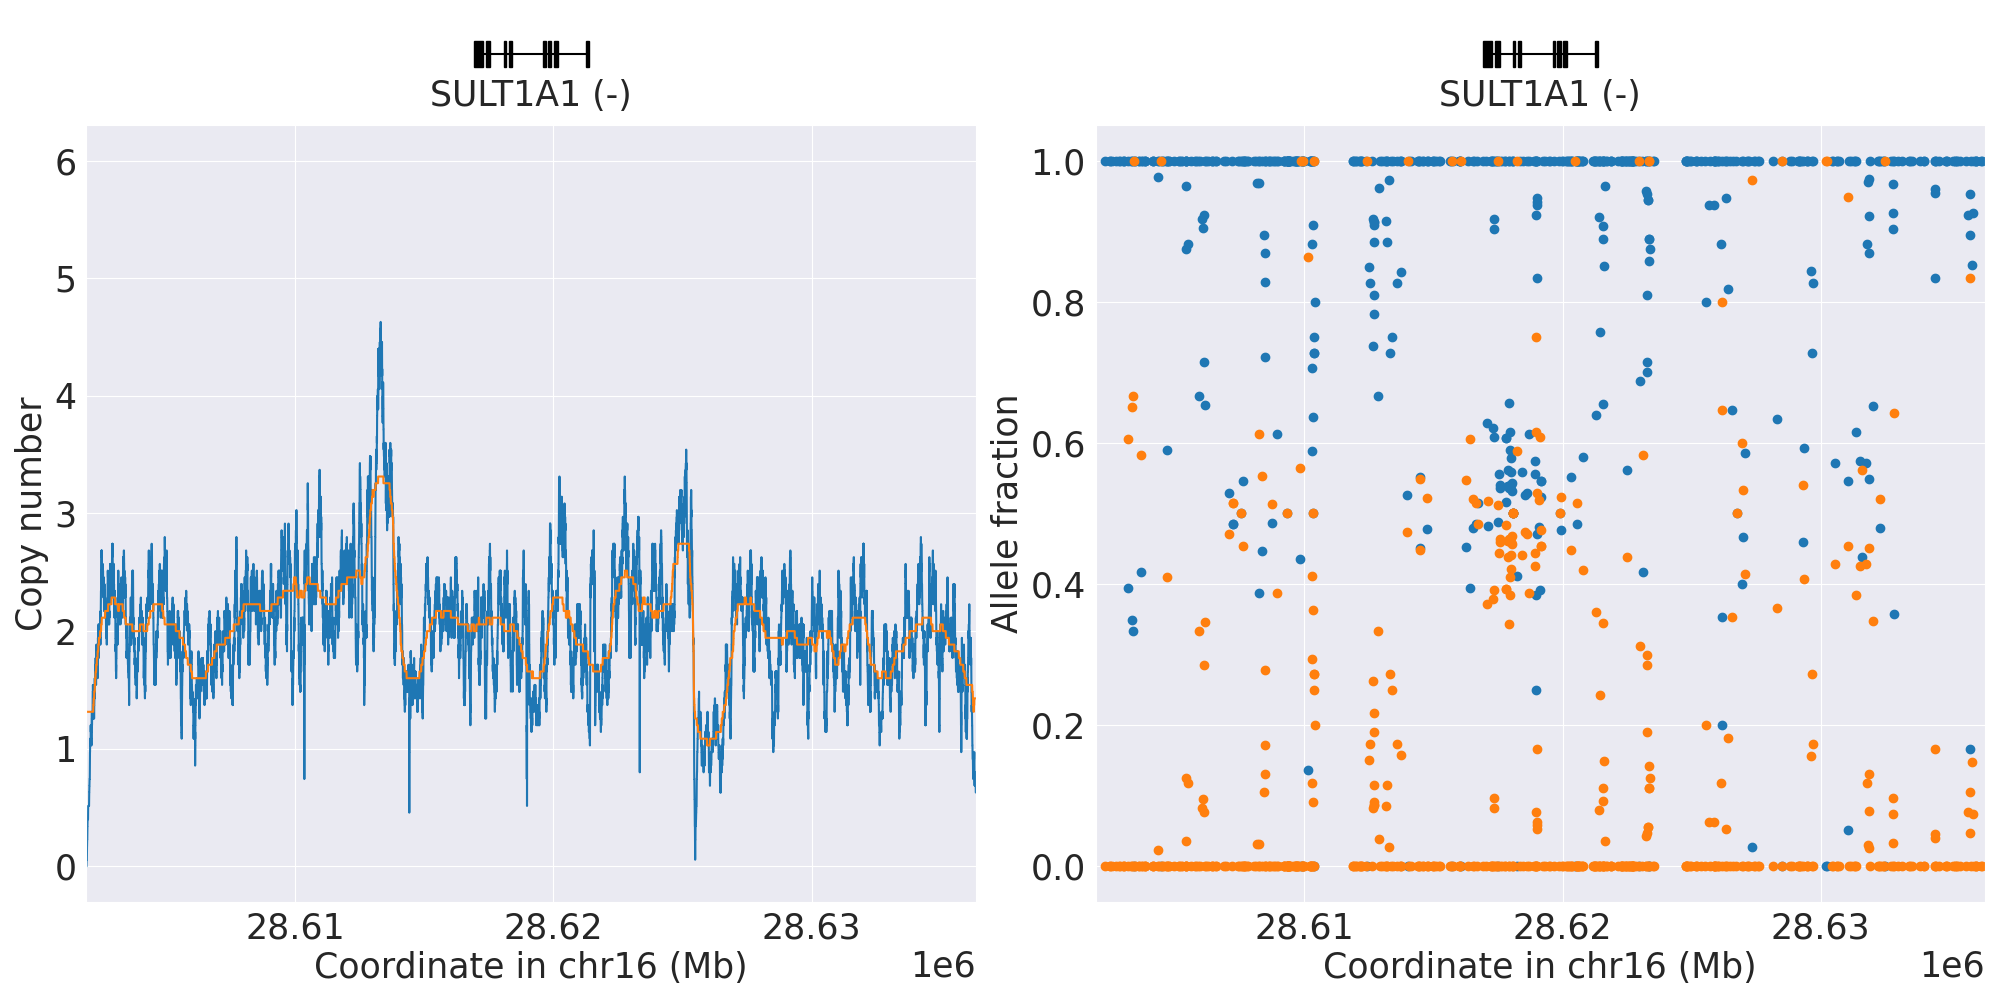 SULT1A1 (-)
6
5
4
3
2
1
0
Copy number
28.61
28.62
28.63
Coordinate in chr16 (Mb)
1e6
SULT1A1 (-)
1.0
0.8
0.6
0.4
0.2
0.0
Allele fraction
28.61
28.62
28.63
Coordinate in chr16 (Mb)
1e6